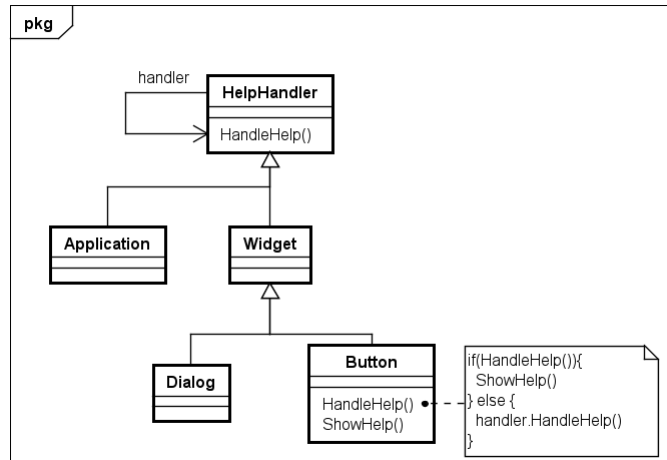 pkg
handler
HelpHandler
HandleHelp()
Application
Widget
Dialog
Button
HandleHelp()
ShowHelp()
if(HandleHelp()){
ShowHelp()
} else {
handler.HandleHelp()
}